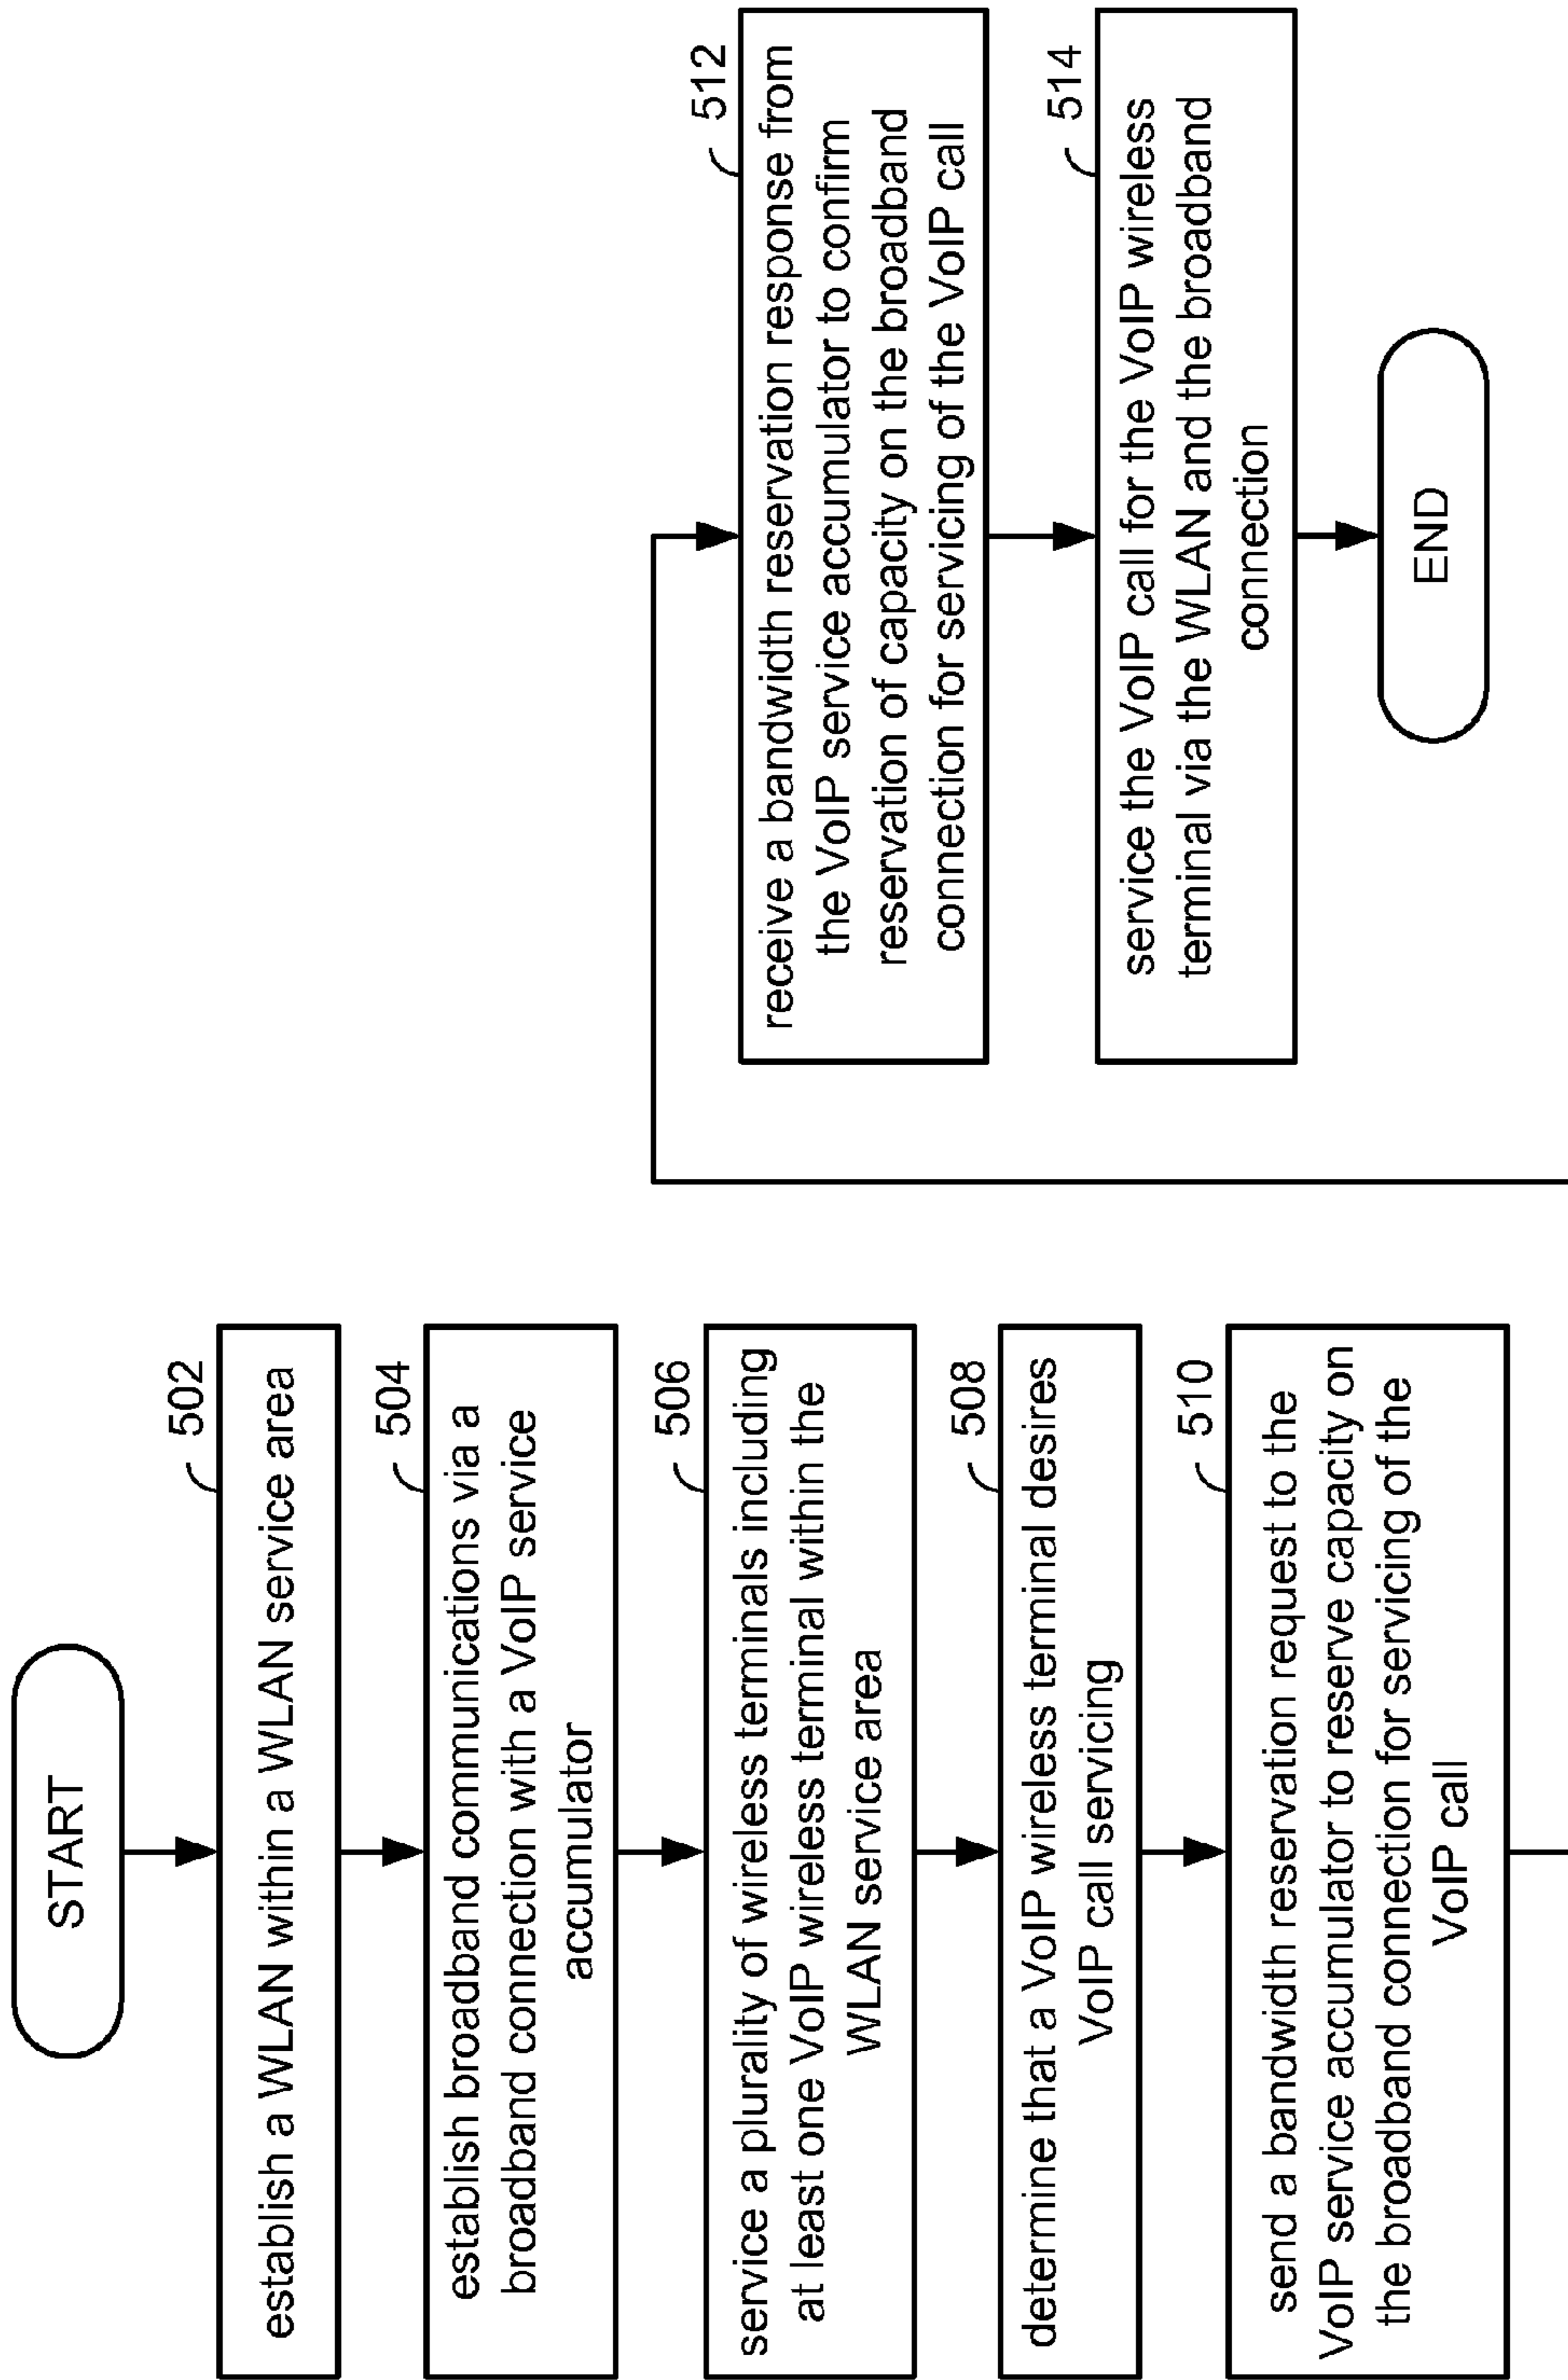 START
502
establish a WLAN within a WLAN service area
504
establish broadband communications via a
broadband connection with a VoIP service
accumulator
506
service a plurality of wireless terminals including
at least one VoIP wireless terminal within the
WLAN service area
508
determine that a VoIP wireless terminal desires
VoIP call servicing
510
send a bandwidth reservation request to the
VoIP service accumulator to reserve capacity on
the broadband connection for servicing of the
VoIP call
512
receive a bandwidth reservation response from
the VoIP service accumulator to confirm
reservation of capacity on the broadband
connection for servicing of the VoIP call
514
service the VoIP call for the VoIP wireless
terminal via the WLAN and the broadband
connection
END